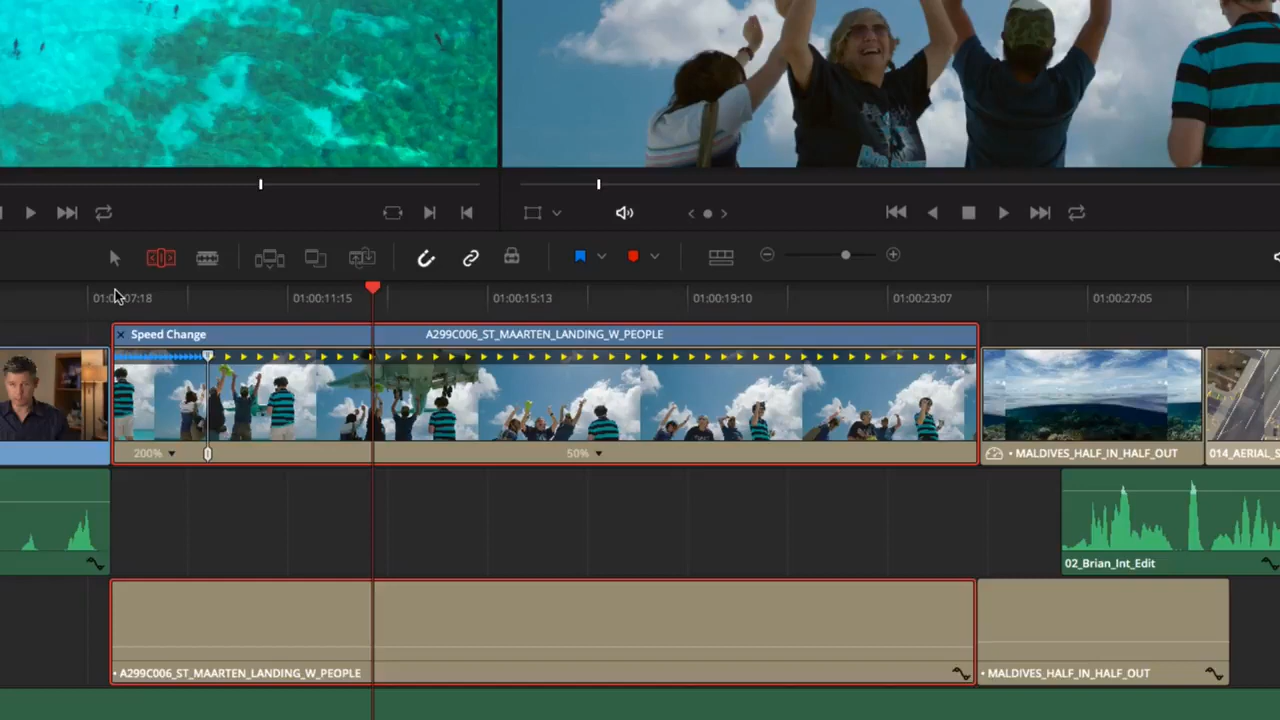 01:00:07:18
01:00:11:15
01:00:15:13
01:00:19:10
01:00:23:07
01:00:27:05
Speed Change
A299C006_ST_MAARTEN_LANDING_W_PEOPLE
200%
50%
• MALDIVES_HALF_IN_HALF_OUT
014_AERIAL_S
02_Brian_Int_Edit
• A299C006_ST_MAARTEN_LANDING_W_PEOPLE
• MALDIVES_HALF_IN_HALF_OUT